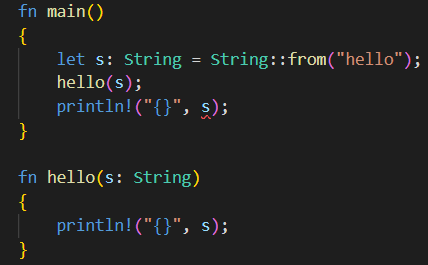 fn main()
{
    let s: String = String::from("hello");
    hello(s);
    println!("{}", s);
}

fn hello(s: String)
{
    println!("{}", s);
}